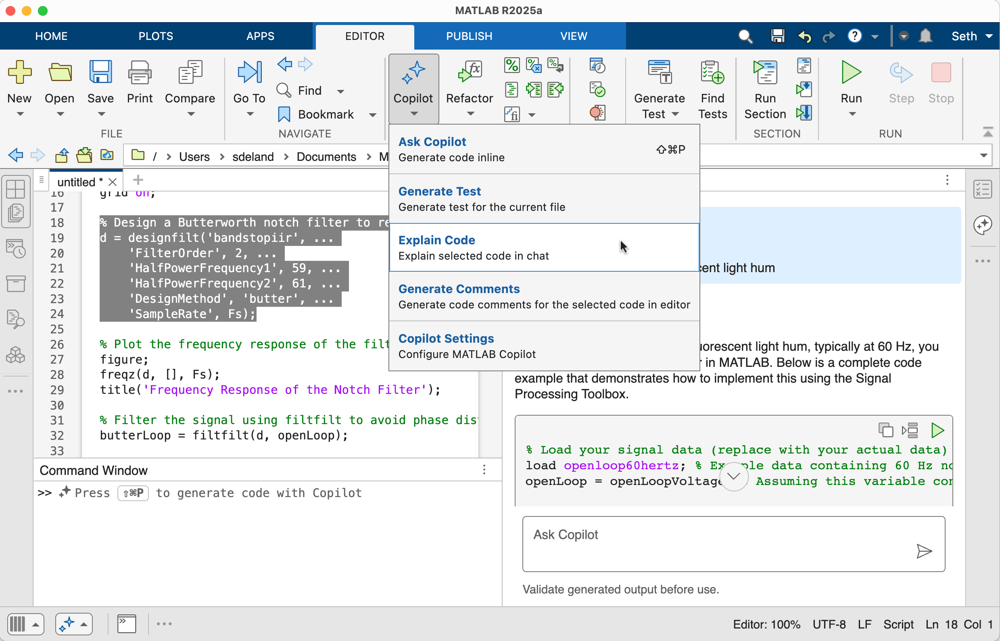 MATLAB R2025a
HOME PLOTS APPS EDITOR PUBLISH VIEW Seth
New Open Save Print Compare
FILE
Go To
Find
Bookmark
NAVIGATE
Copilot Refactor
Generate Test
Find Tests
Run Section
SECTION
Run Step Stop
RUN
/ › Users › sdeland › Documents › M
Ask Copilot ⇧⌘P
Generate code inline
Generate Test
Generate test for the current file
Explain Code
Explain selected code in chat
Generate Comments
Generate code comments for the selected code in editor
Copilot Settings
Configure MATLAB Copilot
untitled *
16 grid on;
17
18 % Design a Butterworth notch filter to re
19 d = designfilt('bandstopiir', ...
20 'FilterOrder', 2, ...
21 'HalfPowerFrequency1', 59, ...
22 'HalfPowerFrequency2', 61, ...
23 'DesignMethod', 'butter', ...
24 'SampleRate', Fs);
25
26 % Plot the frequency response of the filt
27 figure;
28 freqz(d, [], Fs);
29 title('Frequency Response of the Notch Filter');
30
31 % Filter the signal using filtfilt to avoid phase dis
32 butterLoop = filtfilt(d, openLoop);
33
Command Window
>> Press ⇧⌘P to generate code with Copilot
cent light hum
uorescent light hum, typically at 60 Hz, you
r in MATLAB. Below is a complete code
example that demonstrates how to implement this using the Signal
Processing Toolbox.
% Load your signal data (replace with your actual data)
load openloop60hertz; % Ex ple data containing 60 Hz no
openLoop = openLoopVoltage Assuming this variable con
Ask Copilot
Validate generated output before use.
Editor: 100% UTF-8 LF Script Ln 18 Col 1